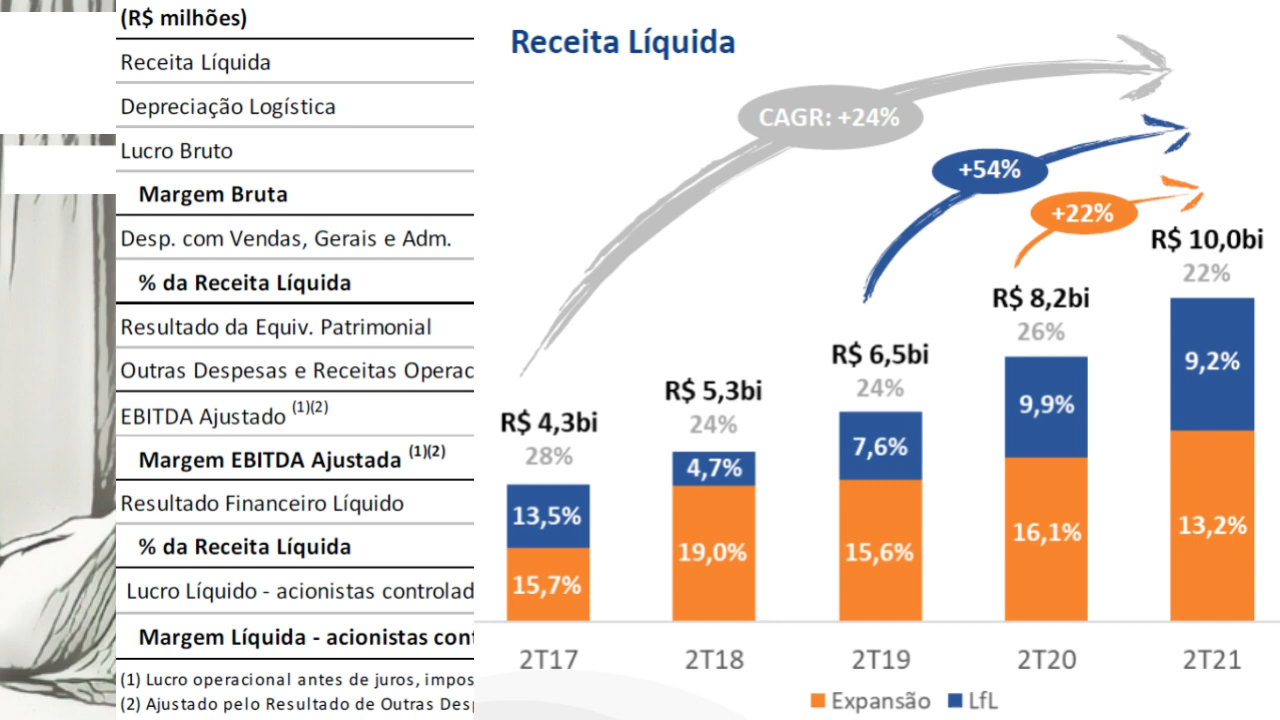 (R$ milhões)
Receita Líquida
Depreciação Logística
Lucro Bruto
Margem Bruta
Desp. com Vendas, Gerais e Adm.
% da Receita Líquida
Resultado da Equiv. Patrimonial
Outras Despesas e Receitas Operac
EBITDA Ajustado (1)(2)
Margem EBITDA Ajustada (1)(2)
Resultado Financeiro Líquido
% da Receita Líquida
Lucro Líquido - acionistas controlad
Margem Líquida - acionistas cont
(1) Lucro operacional antes de juros, impos
(2) Ajustado pelo Resultado de Outras Desp
Receita Líquida
CAGR: +24%
+54%
+22%
R$ 4,3bi
28%
13,5%
15,7%
R$ 5,3bi
24%
4,7%
19,0%
R$ 6,5bi
24%
7,6%
15,6%
R$ 8,2bi
26%
9,9%
16,1%
R$ 10,0bi
22%
9,2%
13,2%
2T17 2T18 2T19 2T20 2T21
Expansão LfL